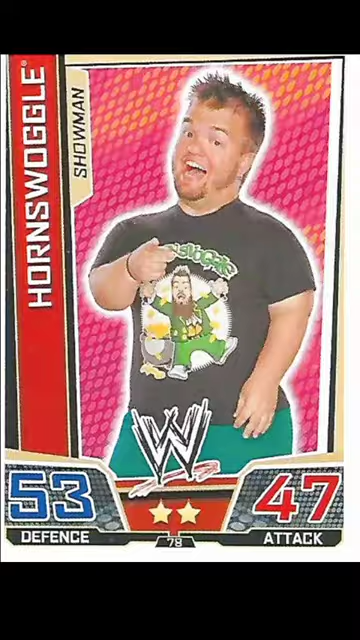 HORNSWOGGLE
SHOWMAN
W
53
DEFENCE
78
47
ATTACK